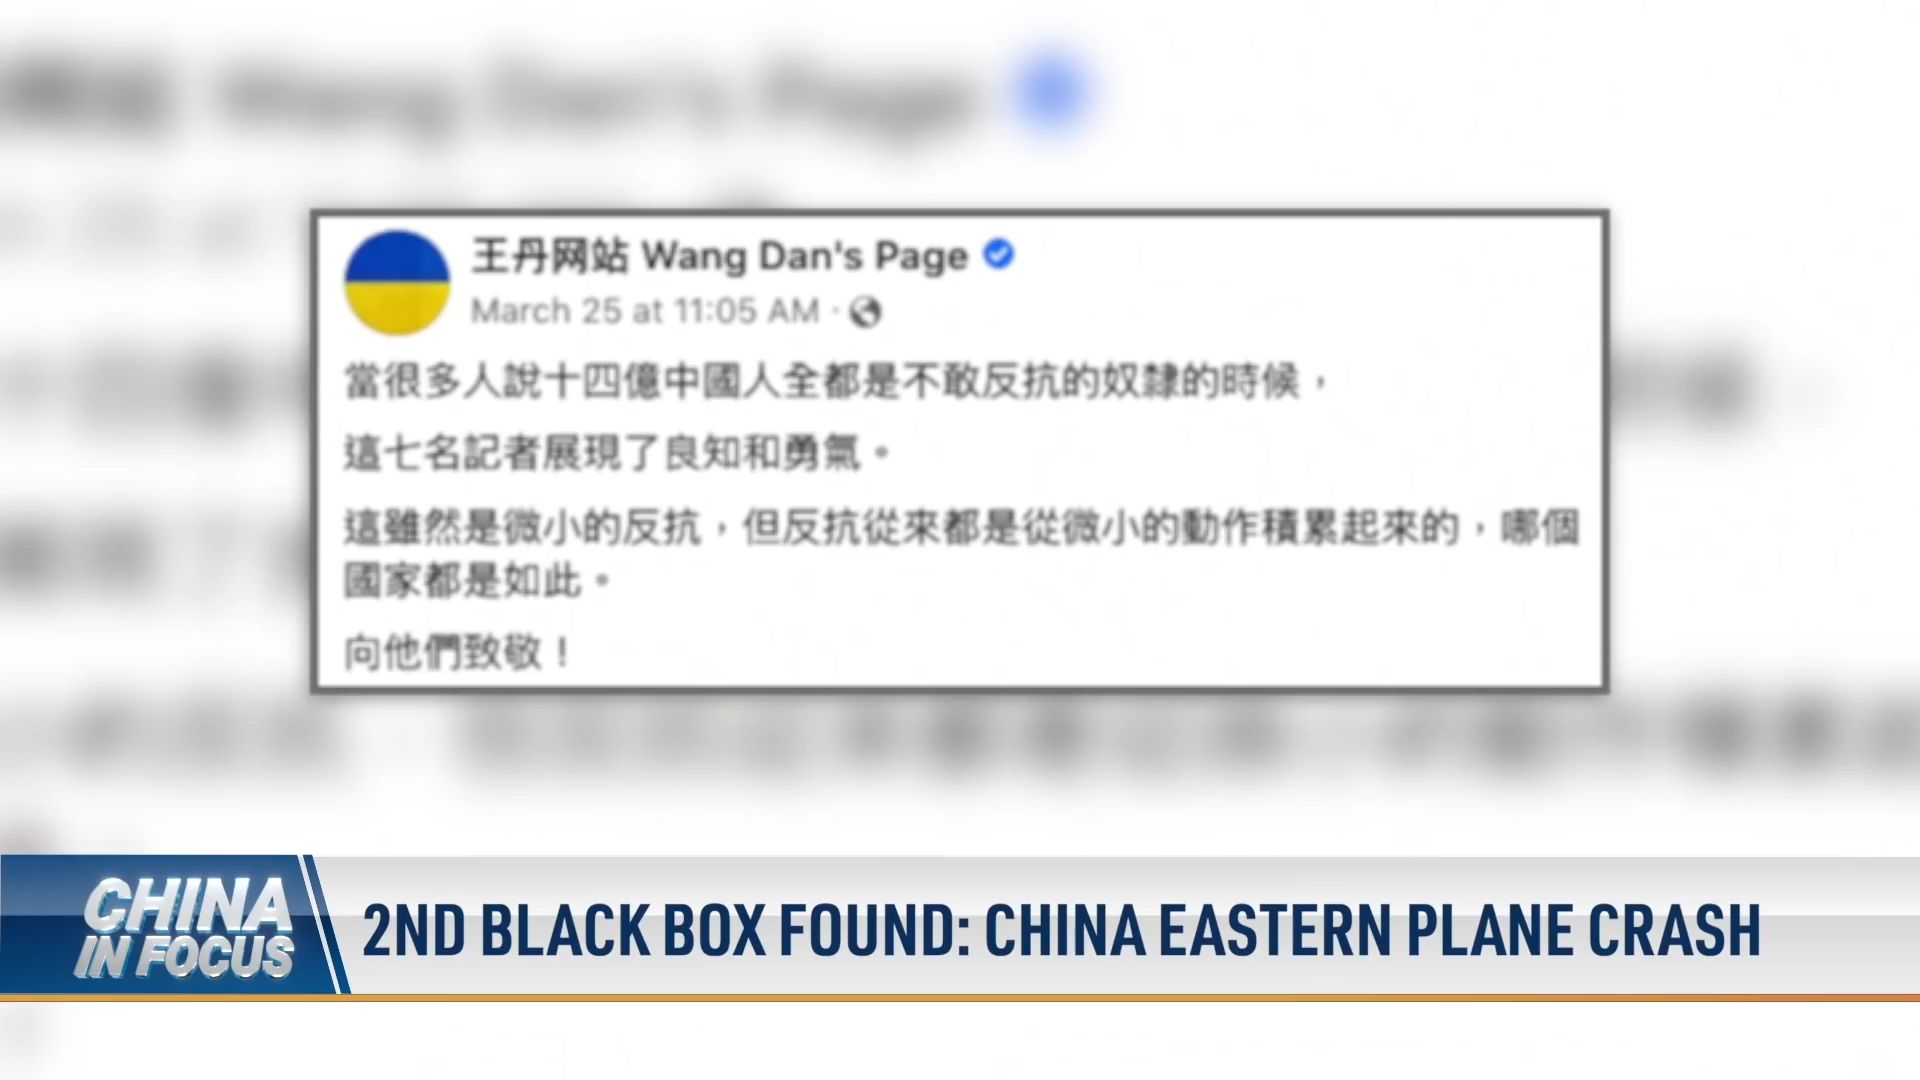 王丹网站 Wang Dan's Page
March 25 at 11:05 AM ·
當很多人說十四億中國人全都是不敢反抗的奴隸的時候，
這七名記者展現了良知和勇氣。
這雖然是微小的反抗，但反抗從來都是從微小的動作積累起來的，哪個
國家都是如此。
向他們致敬！
CHINA
IN FOCUS
2ND BLACK BOX FOUND: CHINA EASTERN PLANE CRASH